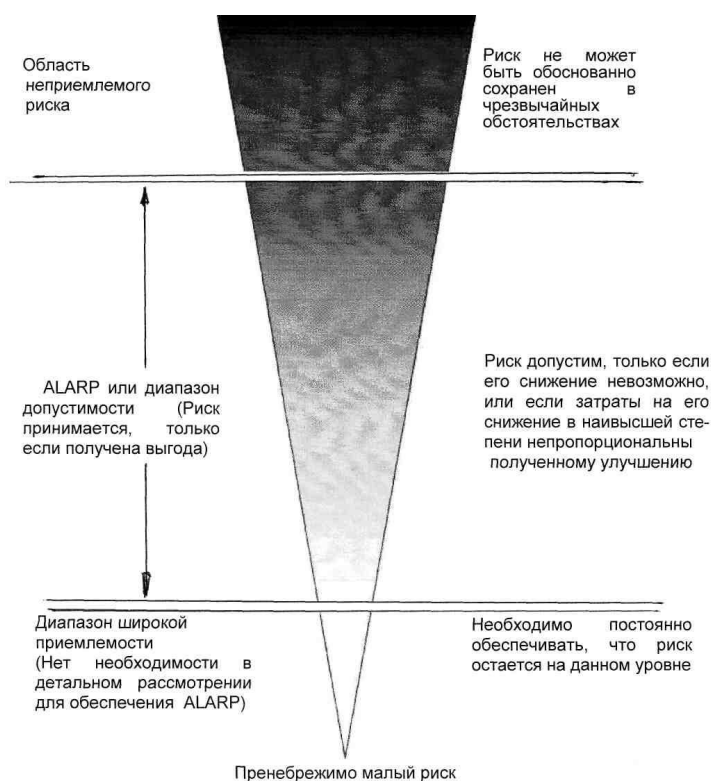 Область
неприемлемого
риска
Риск не может
быть обоснованно
сохранен в
чрезвычайных
обстоятельствах
ALARP или диапазон
допустимости (Риск
принимается, только
если получена выгода)
Риск допустим, только если
его снижение невозможно,
или если затраты на его
снижение в наивысшей сте-
пени непропорциональны
полученному улучшению
Диапазон широкой
приемлемости
(Нет необходимости в
детальном рассмотрении
для обеспечения ALARP)
Необходимо постоянно
обеспечивать, что риск
остается на данном уровне
Пренебрежимо малый риск